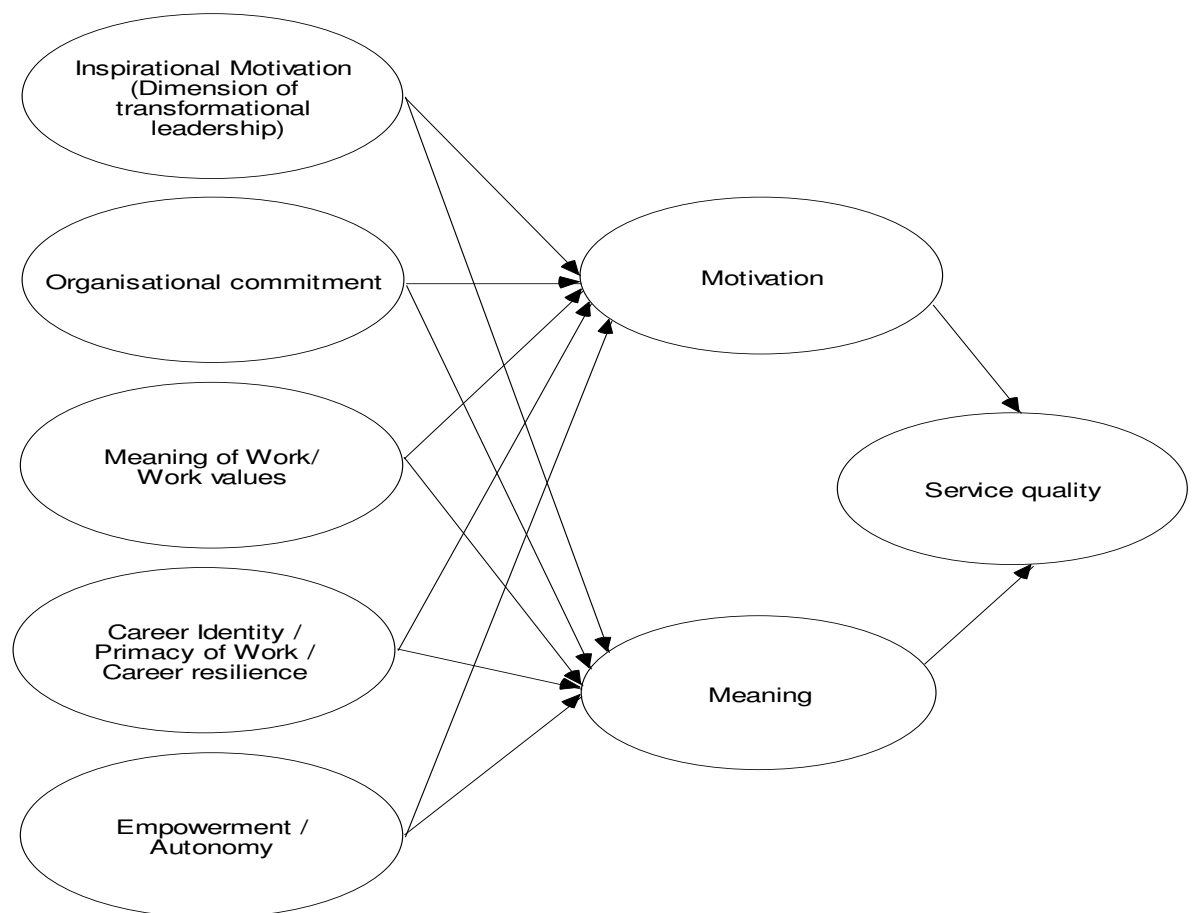 Inspirational Motivation
(Dimension of
transformational
leadership)
Organisational commitment
Meaning of Work/
Work values
Career Identity /
Primacy of Work /
Career resilience
Empowerment /
Autonomy
Motivation
Meaning
Service quality